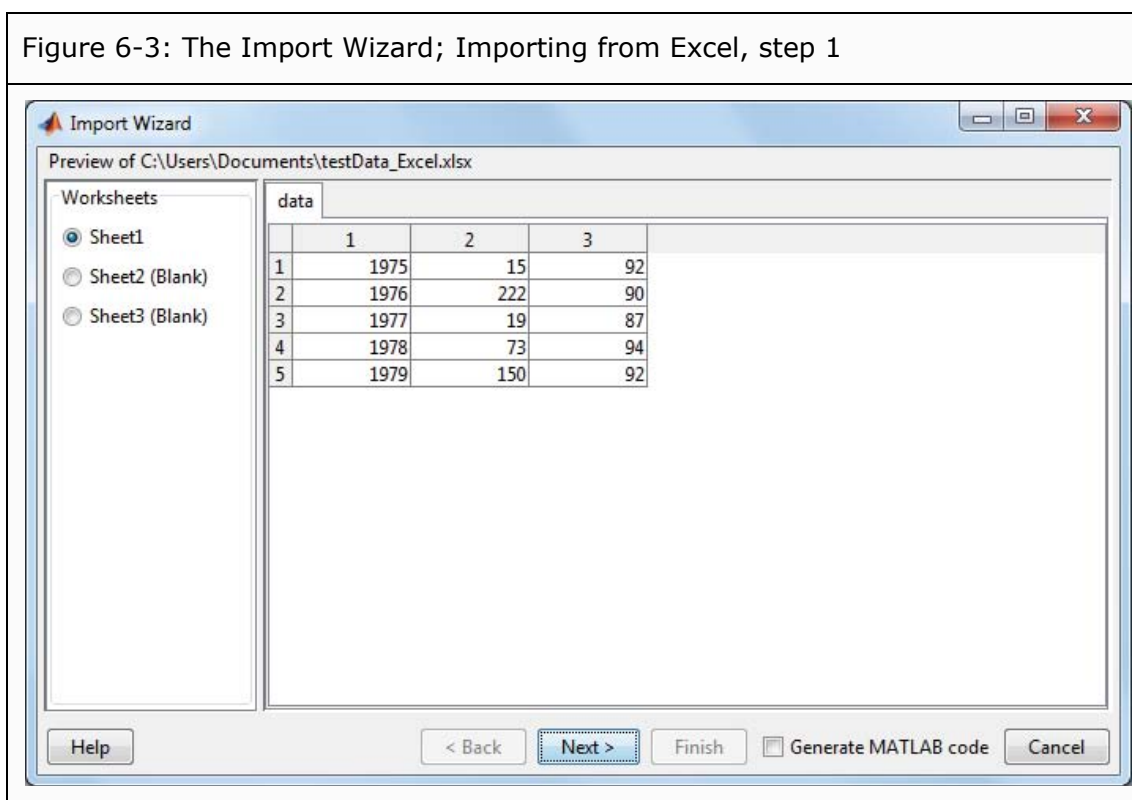 Figure 6-3: The Import Wizard; Importing from Excel, step 1
Import Wizard
Preview of C:\Users\Documents\testData_Excel.xlsx
Worksheets
Sheet1
Sheet2 (Blank)
Sheet3 (Blank)
data
1 2 3
1 1975 15 92
2 1976 222 90
3 1977 19 87
4 1978 73 94
5 1979 150 92
Help < Back Next > Finish Generate MATLAB code Cancel